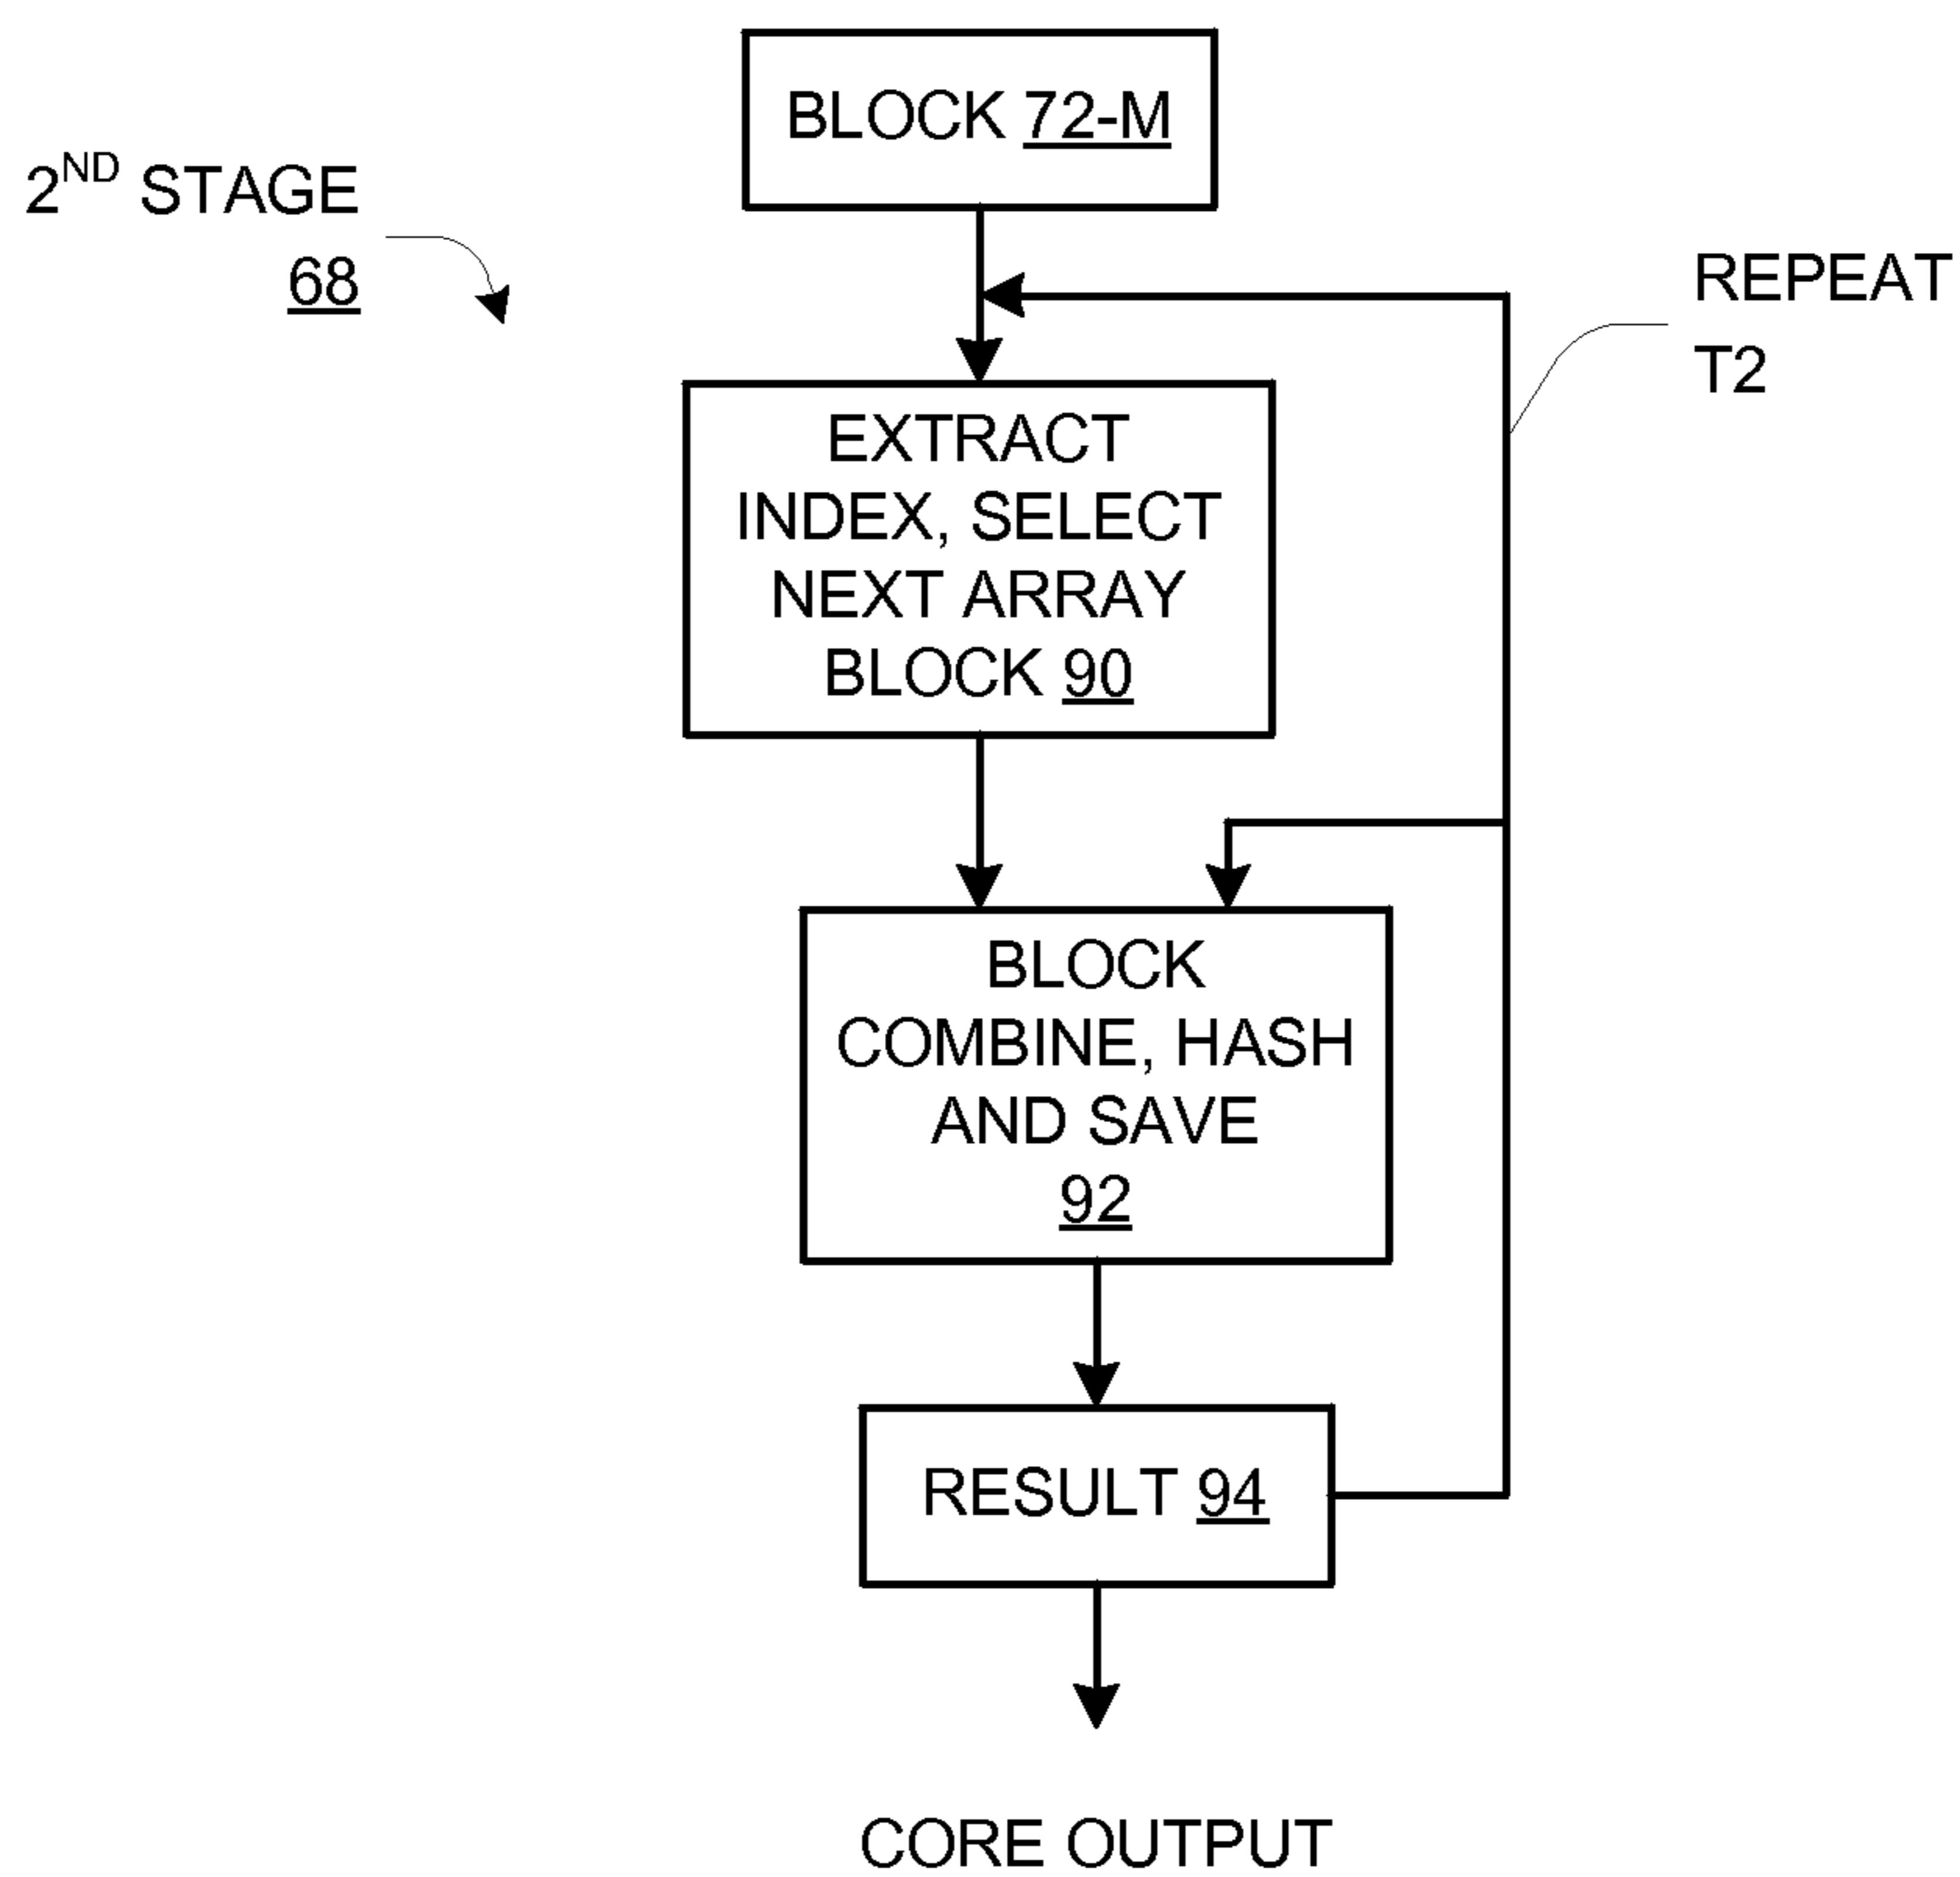 BLOCK 72-M
2ND STAGE
68
REPEAT
T2
EXTRACT
INDEX, SELECT
NEXT ARRAY
BLOCK 90
BLOCK
COMBINE, HASH
AND SAVE
92
RESULT 94
CORE OUTPUT